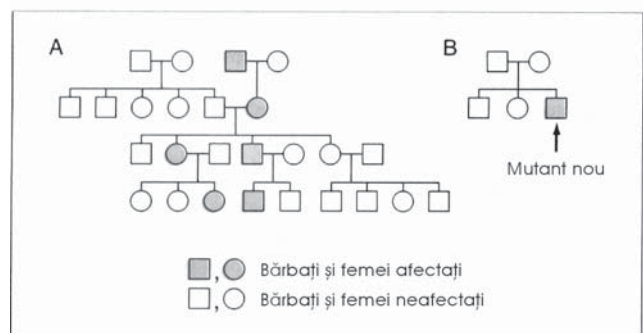 A
B
Mutant nou
, Bărbați și femei afectați
, Bărbați și femei neafectați